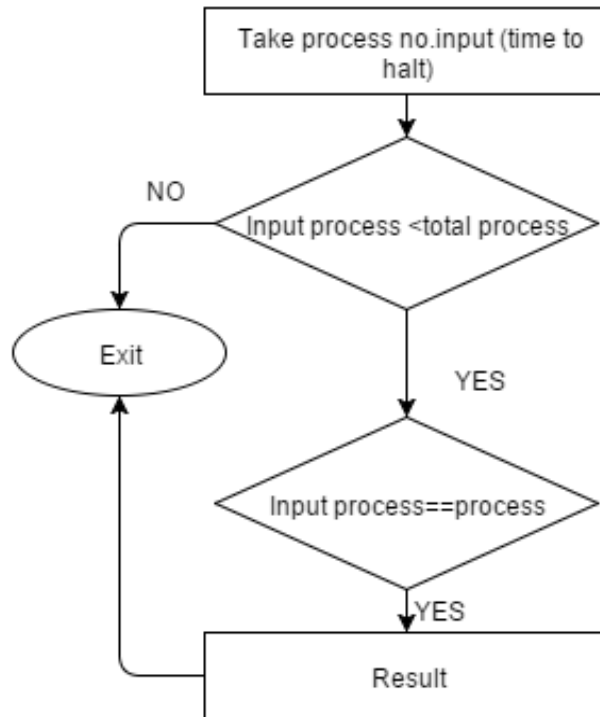 Take process no.input (time to
halt)
NO
Input process <total process
Exit
YES
Input process==process
YES
Result